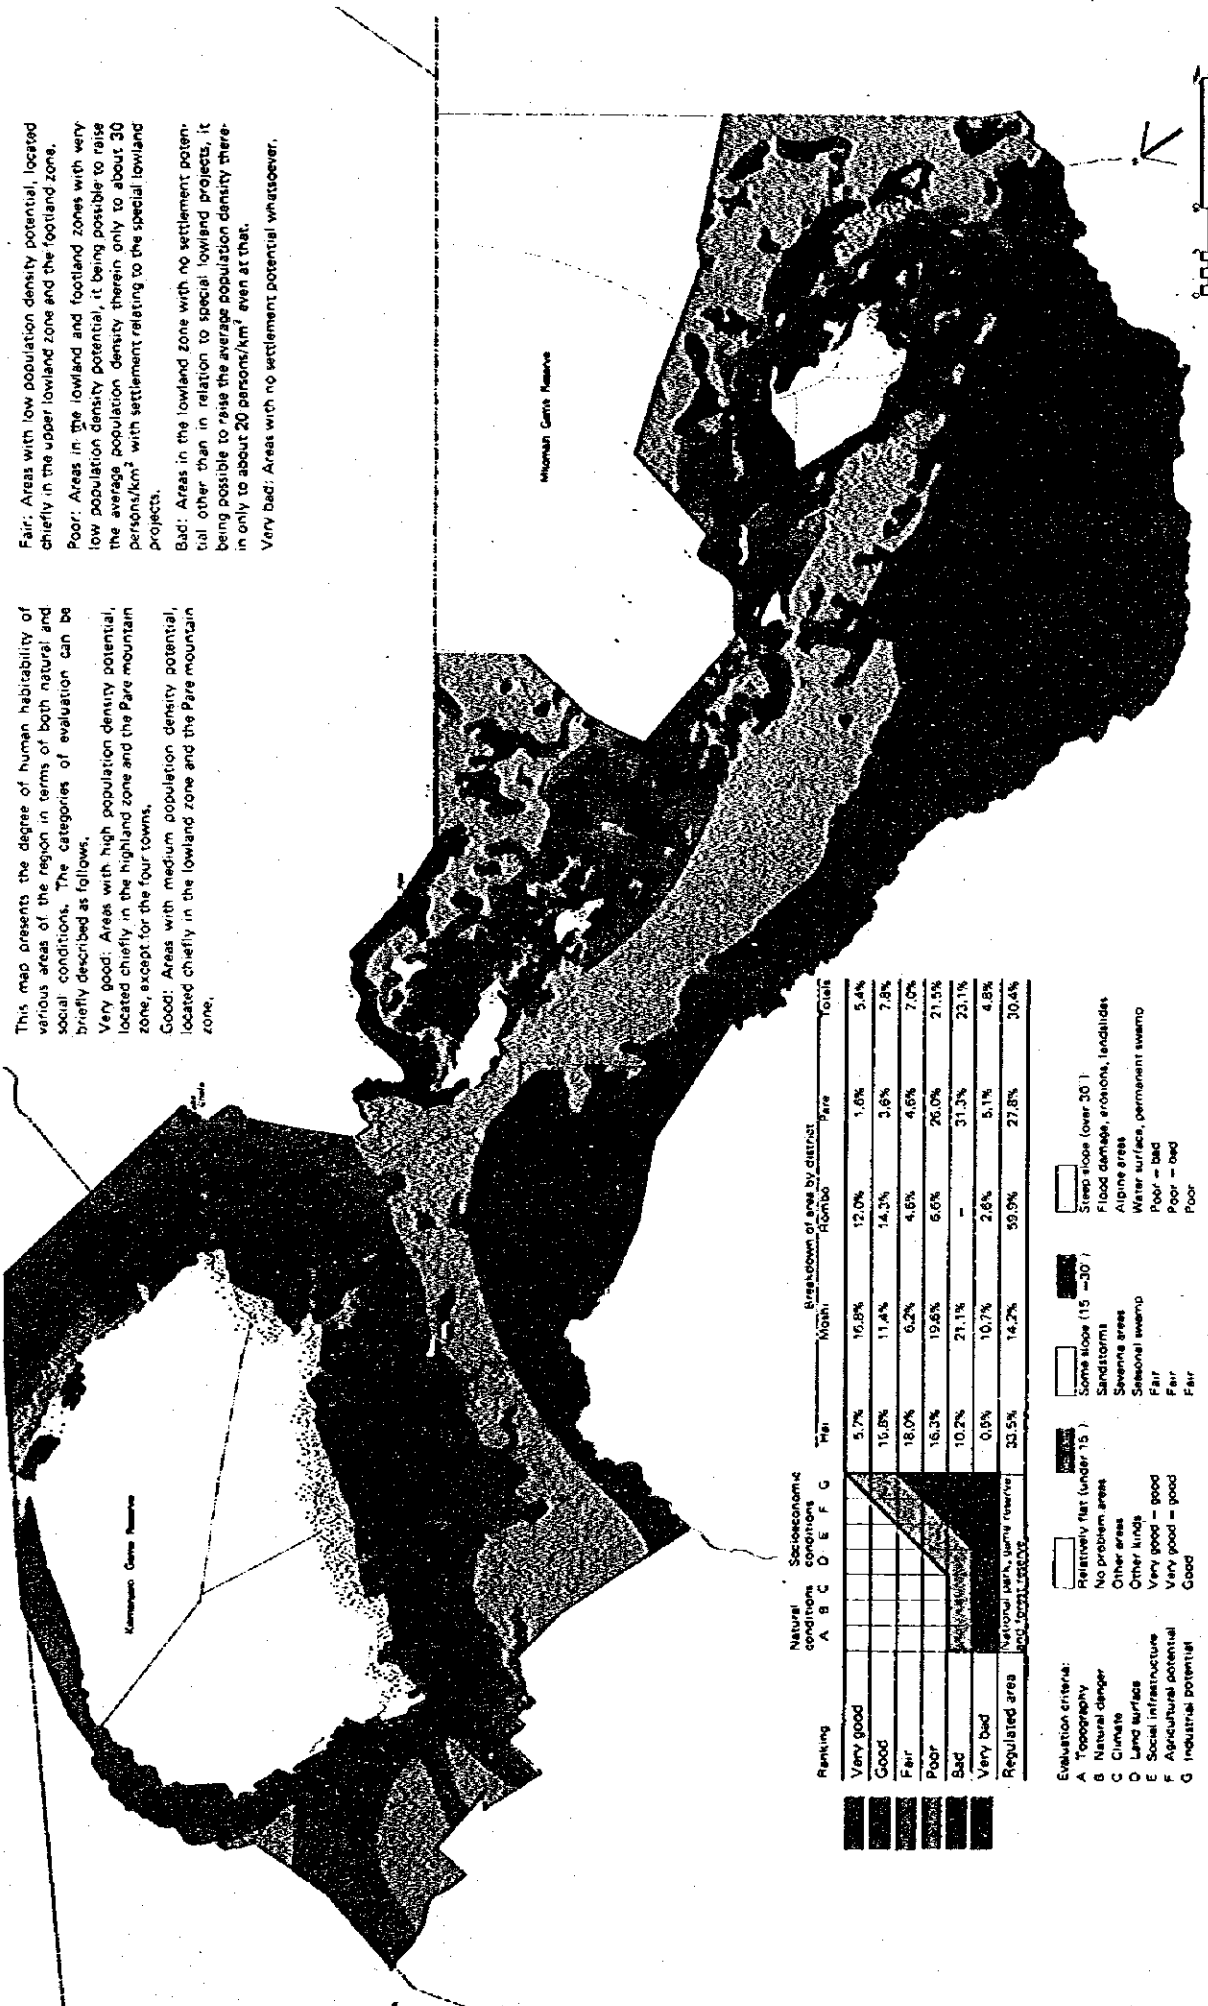 This map presents the degree of human habitability of
various areas of the region in terms of both natural and
social conditions. The categories of evaluation can be
briefly described as follows.
Very good: Areas with high population density potential,
located chiefly in the highland zone and the Pare mountain
zone, except for the four towns.
Good: Areas with medium population density potential,
located chiefly in the lowland zone and the Pare mountain
zone.
Fair: Areas with low population density potential, located
chiefly in the upper lowland zone and the footland zone.
Poor: Areas in the lowland and footland zones with very
low population density potential, it being possible to raise
the average population density therein only to about 30
persons/km² with settlement relating to the special lowland
projects.
Bad: Areas in the lowland zone with no settlement poten-
tial other than in relation to special lowland projects, it
being possible to raise the average population density there-
in only to about 20 persons/km² even at that.
Very bad: Areas with no settlement potential whatsoever.
Game Reserve
Game Reserve
Natural conditions Socioeconomic conditions Breakdown of area by district
Ranking A B C D E F G Hai Moshi Rombo Pare Totals
Very good 5.7% 16.8% 12.0% 1.6% 5.4%
Good 15.8% 11.4% 14.3% 3.6% 7.8%
Fair 18.0% 6.2% 4.6% 4.6% 7.0%
Poor 16.3% 19.6% 6.6% 26.0% 21.5%
Bad 10.2% 21.1% – 31.3% 23.1%
Very bad 0.5% 10.7% 2.6% 5.1% 4.8%
Regulated area National park, game reserve and forest reserve 33.5% 14.2% 59.9% 27.8% 30.4%
Evaluation criteria:
A Topography Relatively flat (under 15°) Some slope (15°–30°) Steep slope (over 30°)
B Natural danger No problem areas Sandstorms Flood damage, erosions, landslides
C Climate Other areas Savanna areas Alpine areas
D Land surface Other kinds Seasonal swamp Water surface, permanent swamp
E Social infrastructure Very good – good Fair Poor – bad
F Agricultural potential Very good – good Fair Poor – bad
G Industrial potential Good Fair Poor